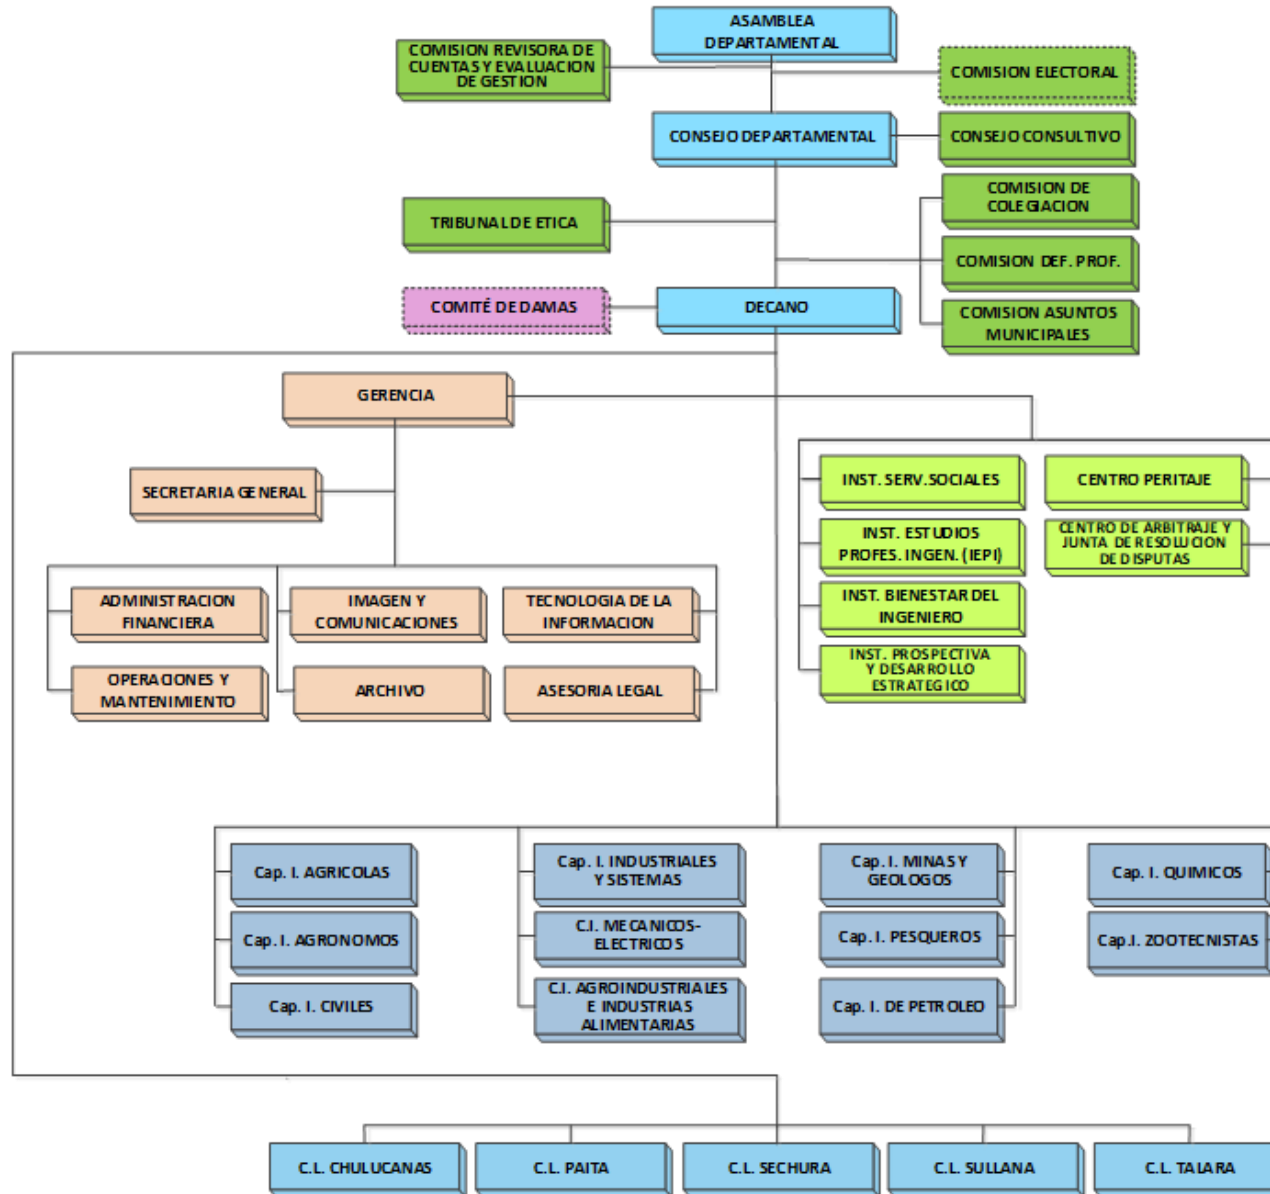 ASAMBLEA
DEPARTAMENTAL
COMISION REVISORA DE
CUENTAS Y EVALUACION
DE GESTION
COMISION ELECTORAL
CONSEJO DEPARTAMENTAL
CONSEJO CONSULTIVO
COMISION DE
COLEGIACION
TRIBUNAL DE ETICA
COMISION DEF. PROF.
COMITÉ DE DAMAS
DECANO
COMISION ASUNTOS
MUNICIPALES
GERENCIA
SECRETARIA GENERAL
INST. SERV.SOCIALES
CENTRO PERITAJE
INST. ESTUDIOS
PROFES. INGEN. (IEPI)
CENTRO DE ARBITRAJE Y
JUNTA DE RESOLUCION
DE DISPUTAS
INST. BIENESTAR DEL
INGENIERO
INST. PROSPECTIVA
Y DESARROLLO
ESTRATEGICO
ADMINISTRACION
FINANCIERA
IMAGEN Y
COMUNICACIONES
TECNOLOGIA DE LA
INFORMACION
OPERACIONES Y
MANTENIMIENTO
ARCHIVO
ASESORIA LEGAL
Cap. I. AGRICOLAS
Cap. I. INDUSTRIALES
Y SISTEMAS
Cap. I. MINAS Y
GEOLOGOS
Cap. I. QUIMICOS
Cap. I. AGRONOMOS
C.I. MECANICOS-
ELECTRICOS
Cap. I. PESQUEROS
Cap.I. ZOOTECNISTAS
Cap. I. CIVILES
C.I. AGROINDUSTRIALES
E INDUSTRIAS
ALIMENTARIAS
Cap. I. DE PETROLEO
C.L. CHULUCANAS
C.L. PAITA
C.L. SECHURA
C.L. SULLANA
C.L. TALARA